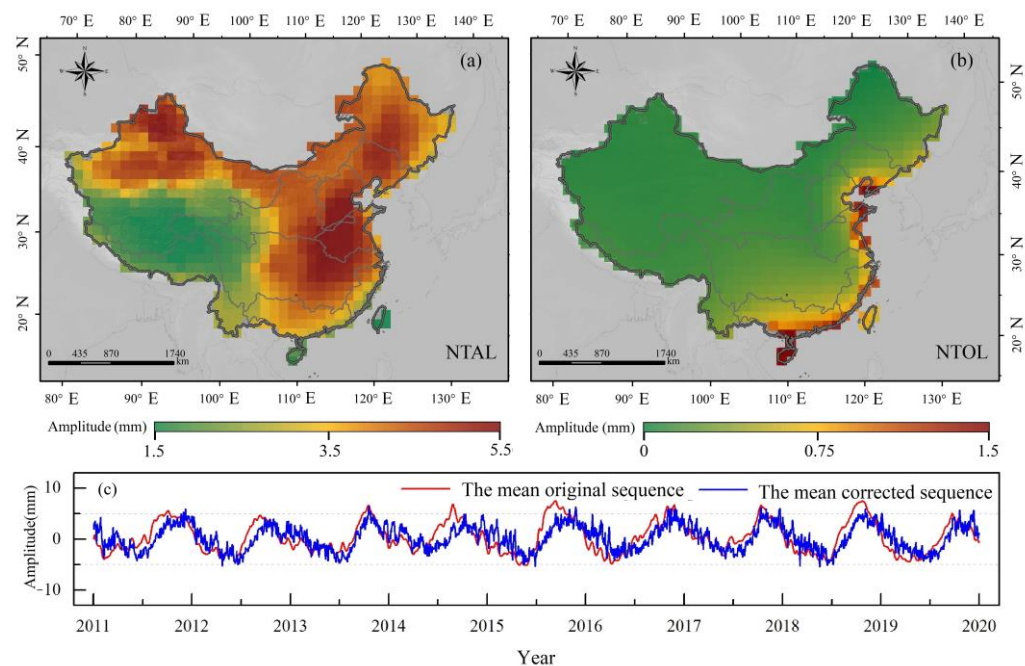 70° E 80° E 90° E 100° E 110° E 120° E 130° E
70° E 80° E 90° E 100° E 110° E 120° E 130° E 140° E
50° N
40° N
30° N
20° N
N
(a)
0 435 870 1740
km
NTAL
N
(b)
0 435 870 1740
km
NTOL
50° N
40° N
30° N
20° N
80° E 90° E 100° E 110° E 120° E 130° E
80° E 90° E 100° E 110° E 120° E 130° E
Amplitude (mm)
1.5 3.5 5.5
Amplitude (mm)
0 0.75 1.5
10
0
-10
Amplitude(mm)
(c)
The mean original sequence
The mean corrected sequence
2011 2012 2013 2014 2015 2016 2017 2018 2019 2020
Year